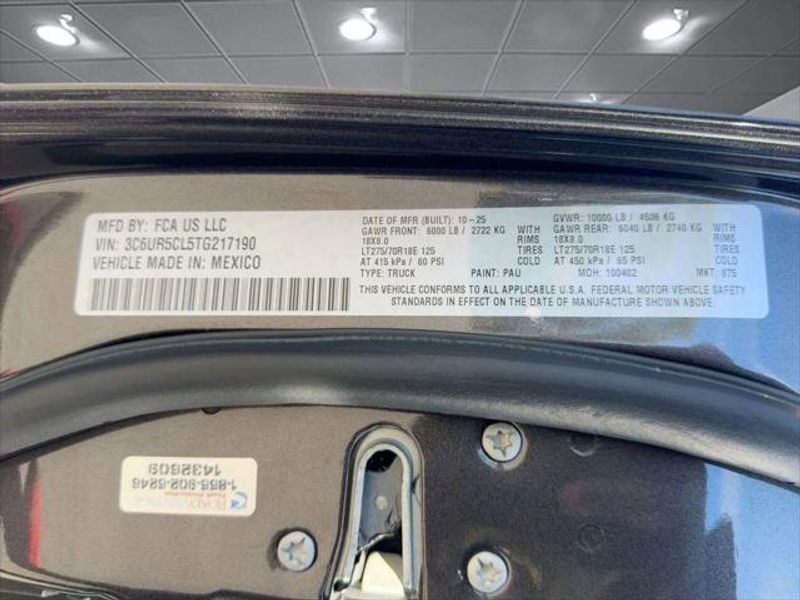 MFD BY: FCA US LLC
VIN: 3C6UR5CL5TG217190
VEHICLE MADE IN: MEXICO
DATE OF MFR (BUILT): 10-25 GVWR: 10000 LB / 4536 KG
GAWR FRONT: 6000 LB / 2722 KG WITH GAWR REAR: 6040 LB / 2740 KG WITH
18X8.0 RIMS 18X8.0 RIMS
LT275/70R18E 125 TIRES LT275/70R18E 125 TIRES
AT 415 kPa / 60 PSI COLD AT 450 kPa / 65 PSI COLD
TYPE: TRUCK PAINT: PAU MDH: 100402 MKT: 975
THIS VEHICLE CONFORMS TO ALL APPLICABLE U.S.A. FEDERAL MOTOR VEHICLE SAFETY
STANDARDS IN EFFECT ON THE DATE OF MANUFACTURE SHOWN ABOVE.
1-855-902-5246
1432809